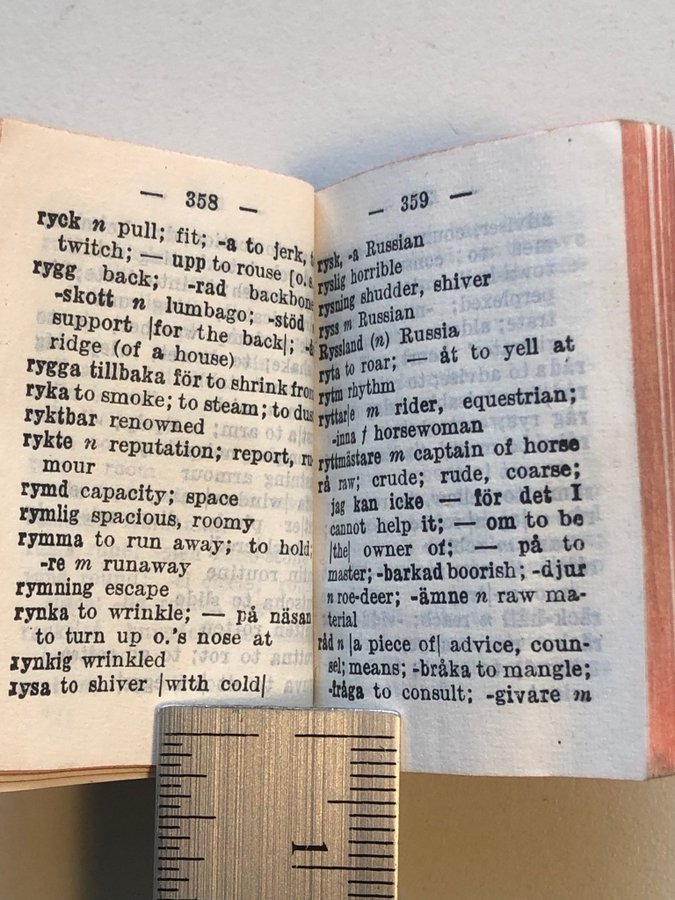 — 358 —
ryck n pull; fit; -a to jerk,
twitch; — upp to rouse [o.
rygg back; -rad backbone
-skott n lumbago; -stöd
support |for the back|;
ridge (of a house)
rygga tillbaka för to shrink from
ryka to smoke; to steam; to
ryktbar renowned
rykte n reputation; report,
mour
rymd capacity; space
rymlig spacious, roomy
rymma to run away; to hold;
-re m runaway
rymning escape
rynka to wrinkle; — på näsan
to turn up o.'s nose at
rynkig wrinkled
rysa to shiver |with cold|
— 359 —
rysk, -a Russian
ryslig horrible
rysning shudder, shiver
ryss m Russian
Ryssland (n) Russia
ryta to roar; — åt to yell at
rytm rhythm
ryttar|e m rider, equestrian;
-inna f horsewoman
ryttmästare m captain of horse
rå raw; crude; rude, coarse;
jag kan icke — för det I
cannot help it; — om to be
|the| owner of; — på to
master; -barkad boorish; -djur
n roe-deer; -ämne n raw ma-
terial
råd n |a piece of| advice, coun-
sel; means; -bråka to mangle;
-fråga to consult; -givare m
1